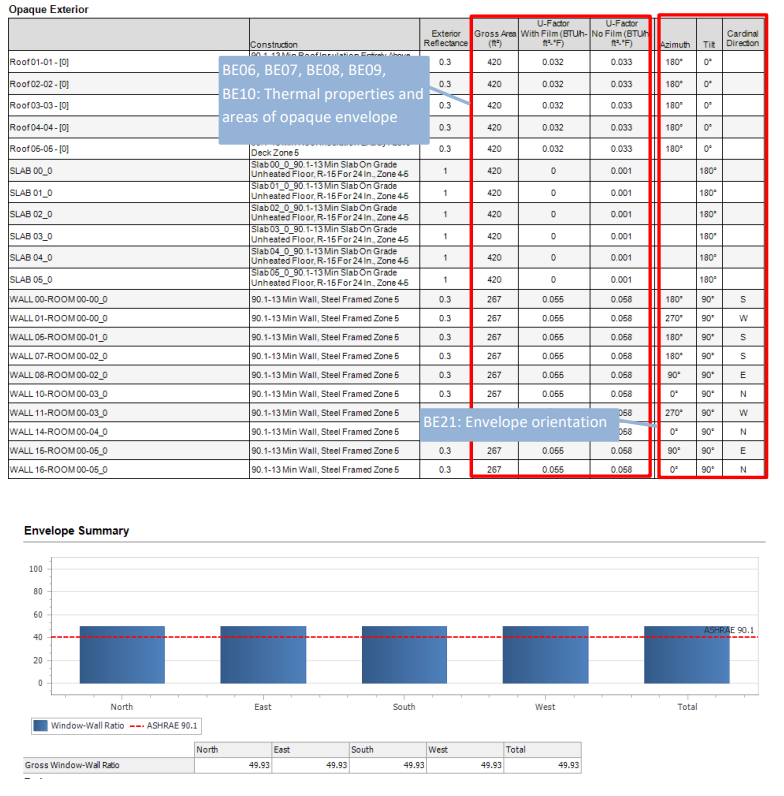 Opaque Exterior
Construction Exterior Reflectance Gross Area (ft²) U-Factor With Film (BTU/h-ft²-°F) U-Factor No Film (BTU/h ft²-°F) Azimuth Tilt Cardinal Direction
Roof 01-01 - [0] 0.3 420 0.032 0.033 180° 0°
Roof 02-02 - [0] 0.3 420 0.032 0.033 180° 0°
Roof 03-03 - [0] 0.3 420 0.032 0.033 180° 0°
Roof 04-04 - [0] 0.3 420 0.032 0.033 180° 0°
Roof 05-05 - [0] Deck Zone 5 0.3 420 0.032 0.033 180° 0°
BE06, BE07, BE08, BE09,
BE10: Thermal properties and
areas of opaque envelope
SLAB 00_0 Slab 00_0_90.1-13 Min Slab On Grade Unheated Floor, R-15 For 24 In., Zone 4-5 1 420 0 0.001 180°
SLAB 01_0 Slab 01_0_90.1-13 Min Slab On Grade Unheated Floor, R-15 For 24 In., Zone 4-5 1 420 0 0.001 180°
SLAB 02_0 Slab 02_0_90.1-13 Min Slab On Grade Unheated Floor, R-15 For 24 In., Zone 4-5 1 420 0 0.001 180°
SLAB 03_0 Slab 03_0_90.1-13 Min Slab On Grade Unheated Floor, R-15 For 24 In., Zone 4-5 1 420 0 0.001 180°
SLAB 04_0 Slab 04_0_90.1-13 Min Slab On Grade Unheated Floor, R-15 For 24 In., Zone 4-5 1 420 0 0.001 180°
SLAB 05_0 Slab 05_0_90.1-13 Min Slab On Grade Unheated Floor, R-15 For 24 In., Zone 4-5 1 420 0 0.001 180°
WALL 00-ROOM 00-00_0 90.1-13 Min Wall, Steel Framed Zone 5 0.3 267 0.055 0.058 180° 90° S
WALL 01-ROOM 00-00_0 90.1-13 Min Wall, Steel Framed Zone 5 0.3 267 0.055 0.058 270° 90° W
WALL 05-ROOM 00-01_0 90.1-13 Min Wall, Steel Framed Zone 5 0.3 267 0.055 0.058 180° 90° S
WALL 07-ROOM 00-02_0 90.1-13 Min Wall, Steel Framed Zone 5 0.3 267 0.055 0.058 180° 90° S
WALL 08-ROOM 00-02_0 90.1-13 Min Wall, Steel Framed Zone 5 0.3 267 0.055 0.058 90° 90° E
WALL 10-ROOM 00-03_0 90.1-13 Min Wall, Steel Framed Zone 5 0.3 267 0.055 0.058 0° 90° N
WALL 11-ROOM 00-03_0 90.1-13 Min Wall, Steel Framed Zone 5 058 270° 90° W
BE21: Envelope orientation
WALL 14-ROOM 00-04_0 90.1-13 Min Wall, Steel Framed Zone 5 058 0° 90° N
WALL 15-ROOM 00-05_0 90.1-13 Min Wall, Steel Framed Zone 5 0.3 267 0.055 0.058 90° 90° E
WALL 16-ROOM 00-05_0 90.1-13 Min Wall, Steel Framed Zone 5 0.3 267 0.055 0.058 0° 90° N
Envelope Summary
100
80
60
ASHRAE 90.1
40
20
0
North East South West Total
Window-Wall Ratio ASHRAE 90.1
North East South West Total
Gross Window-Wall Ratio 49.93 49.93 49.93 49.93 49.93